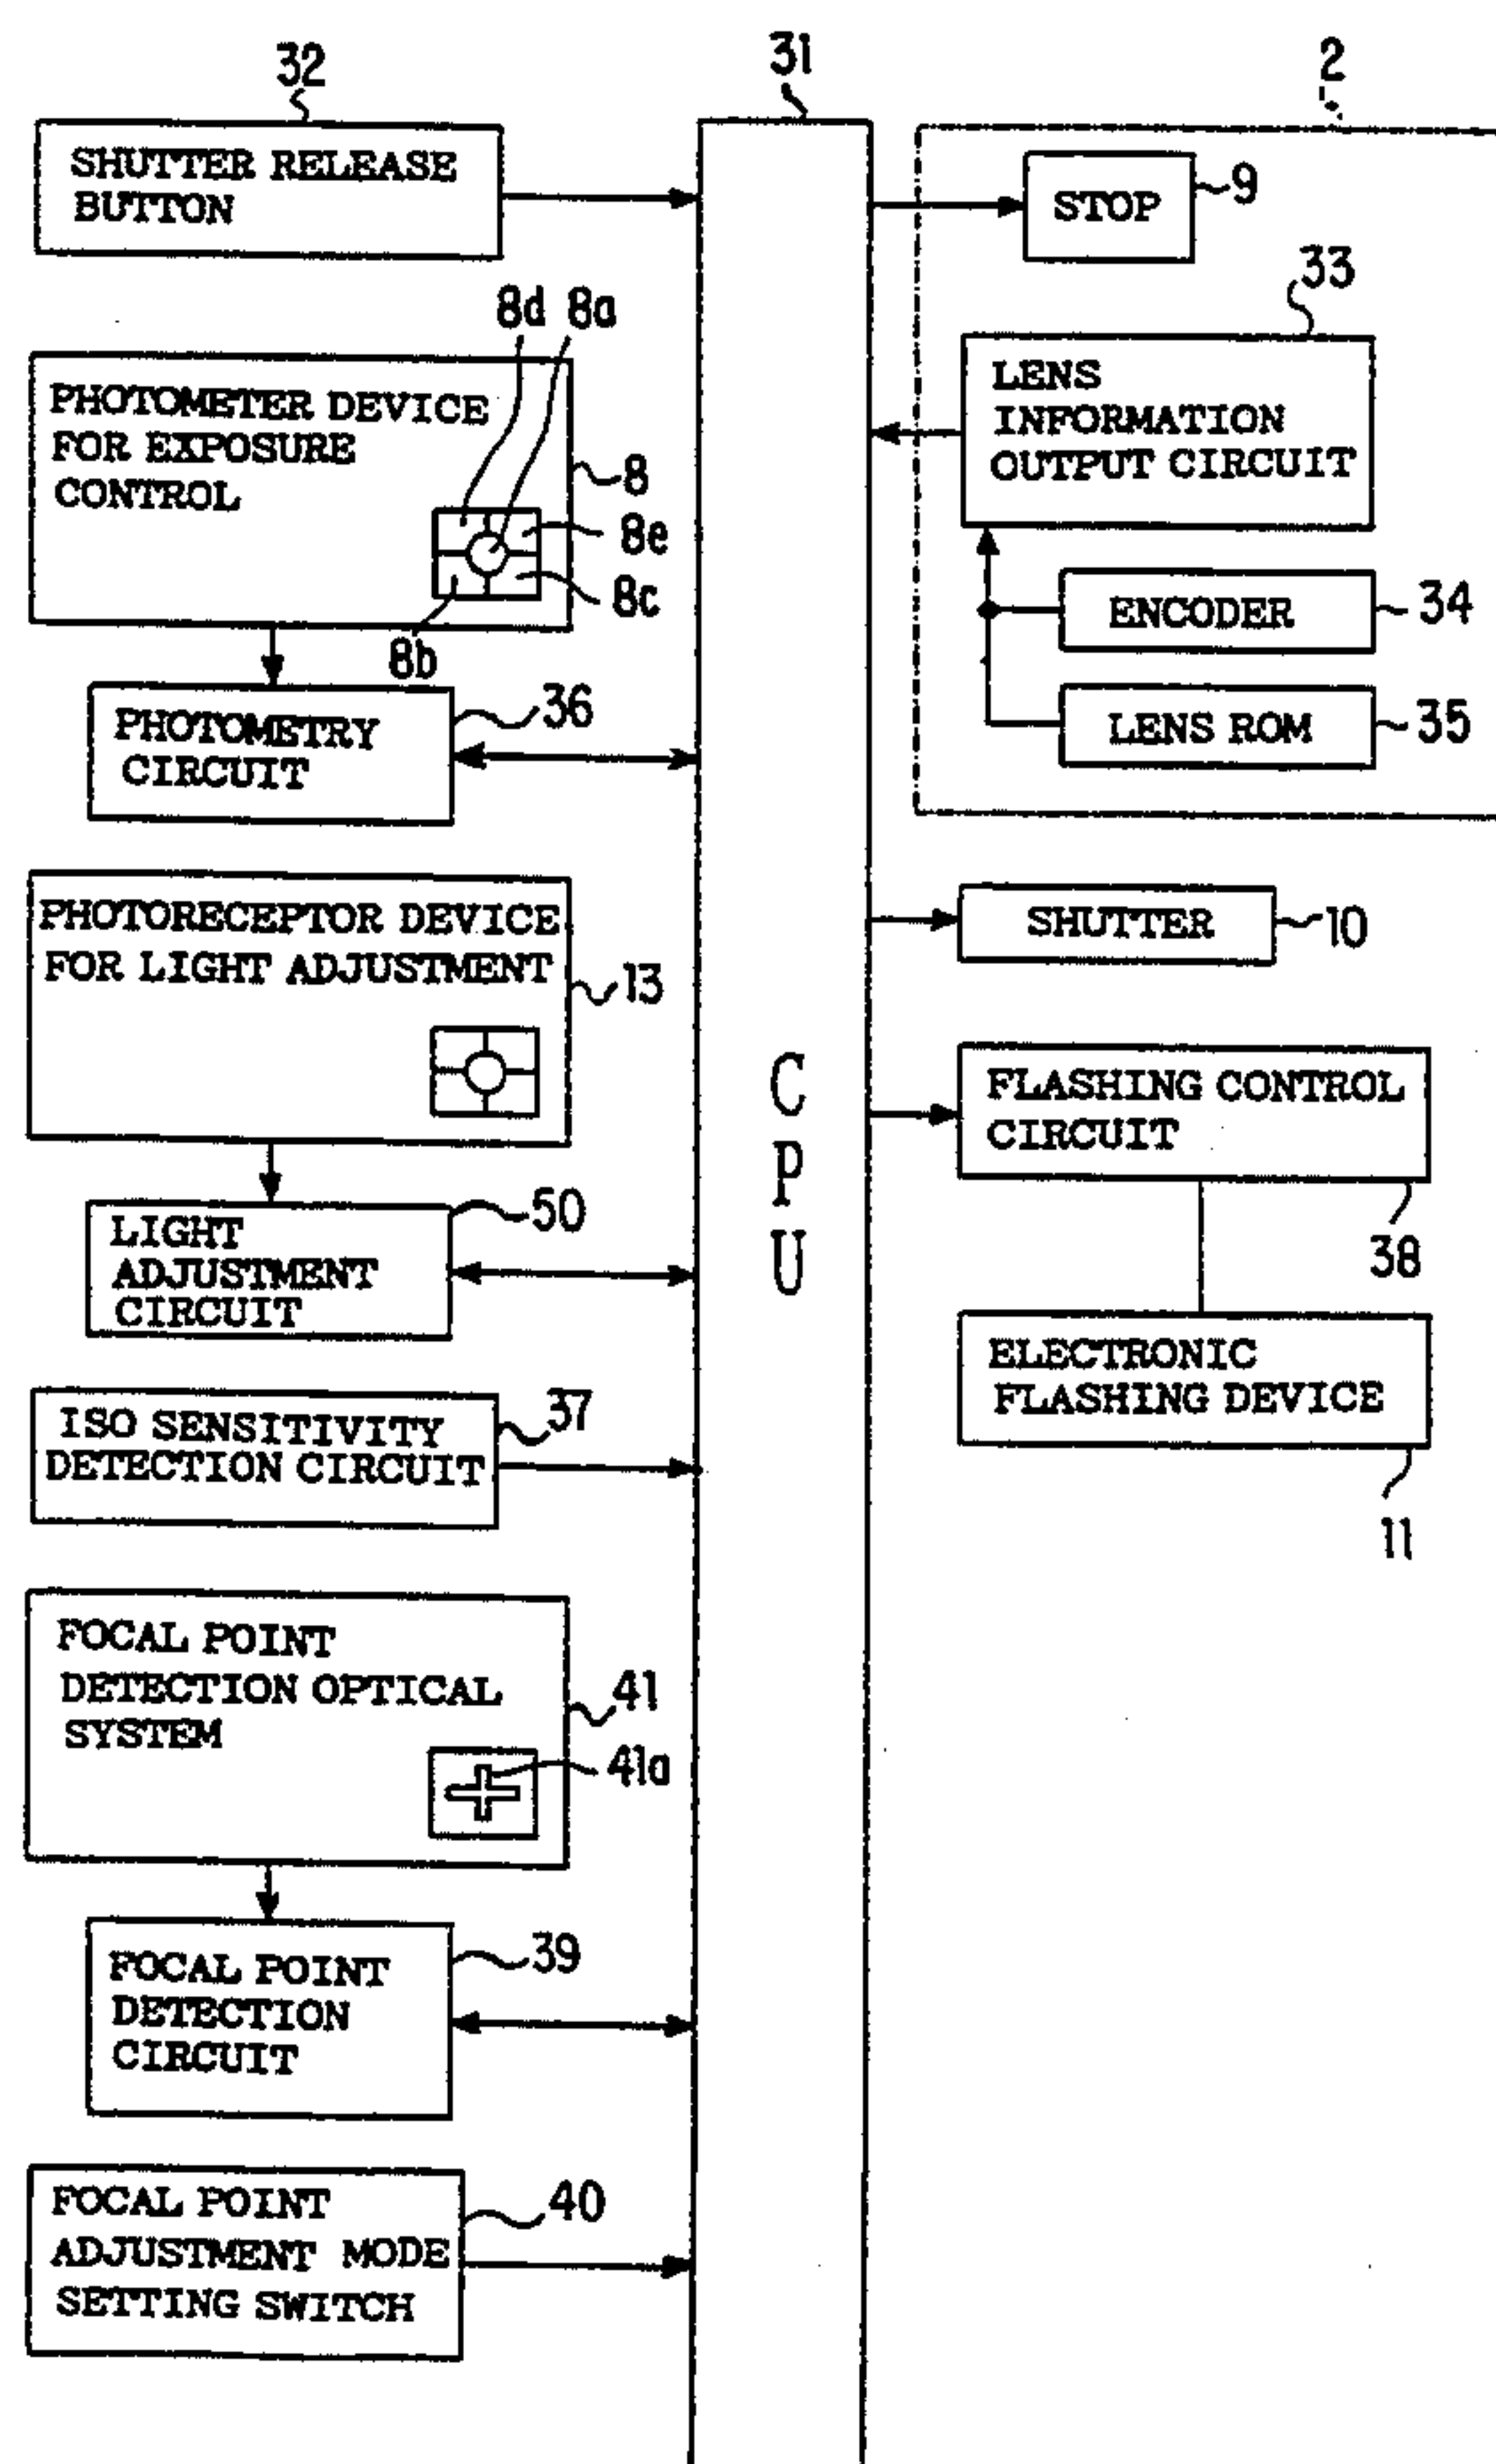 32
SHUTTER RELEASE
BUTTON
8d 8a
PHOTOMETER DEVICE
FOR EXPOSURE
CONTROL
8
8e
8c
8b
PHOTOMETRY
CIRCUIT
36
PHOTORECEPTOR DEVICE
FOR LIGHT ADJUSTMENT
13
LIGHT
ADJUSTMENT
CIRCUIT
50
ISO SENSITIVITY
DETECTION CIRCUIT
37
FOCAL POINT
DETECTION OPTICAL
SYSTEM
41
41a
FOCAL POINT
DETECTION
CIRCUIT
39
FOCAL POINT
ADJUSTMENT MODE
SETTING SWITCH
40
31
C
P
U
2
STOP
9
33
LENS
INFORMATION
OUTPUT CIRCUIT
ENCODER
34
LENS ROM
35
SHUTTER
10
FLASHING CONTROL
CIRCUIT
38
ELECTRONIC
FLASHING DEVICE
11